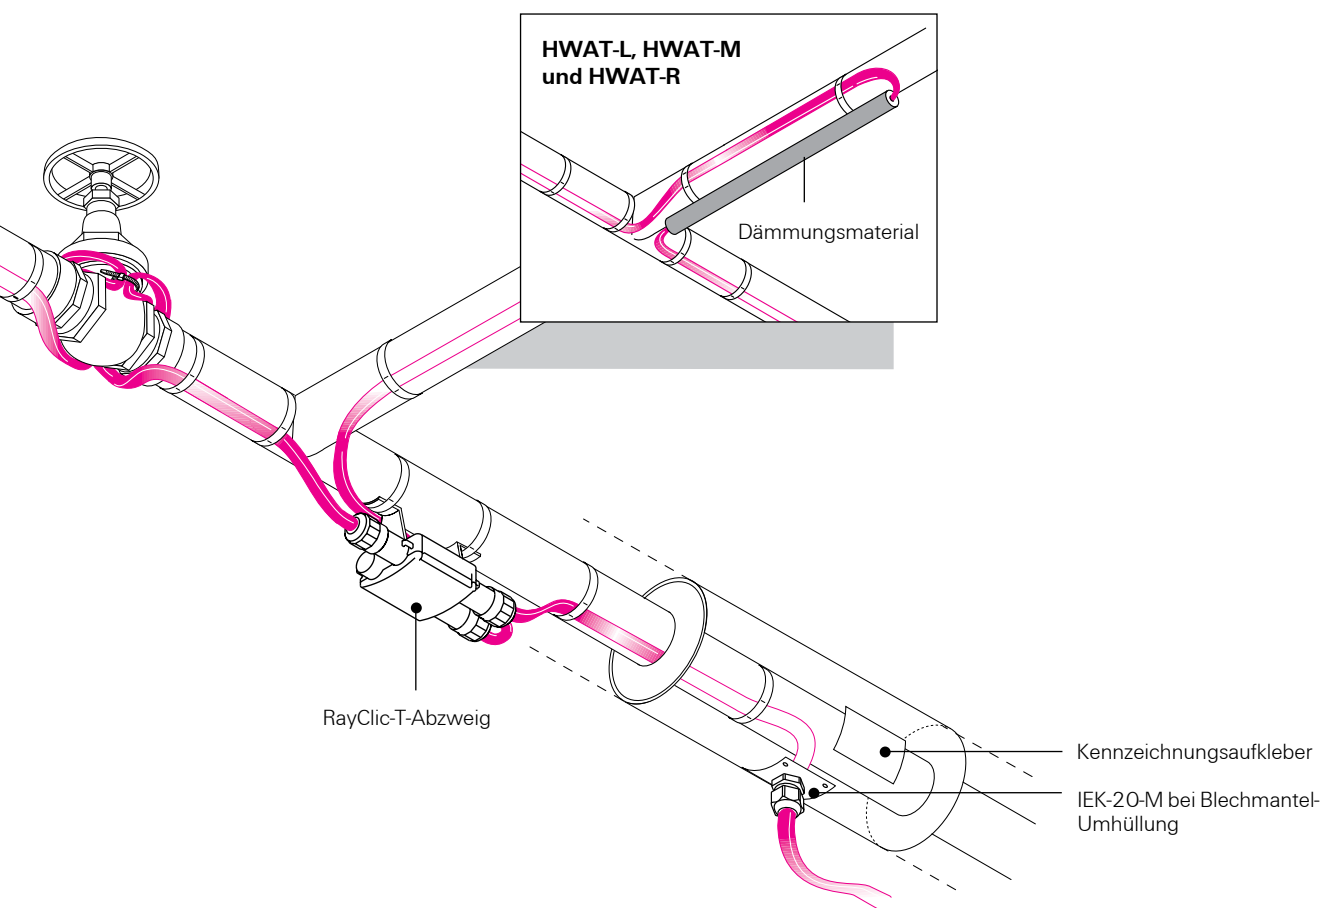 HWAT-L, HWAT-M
und HWAT-R
Dämmungsmaterial
RayClic-T-Abzweig
Kennzeichnungsaufkleber
IEK-20-M bei Blechmantel-
Umhüllung